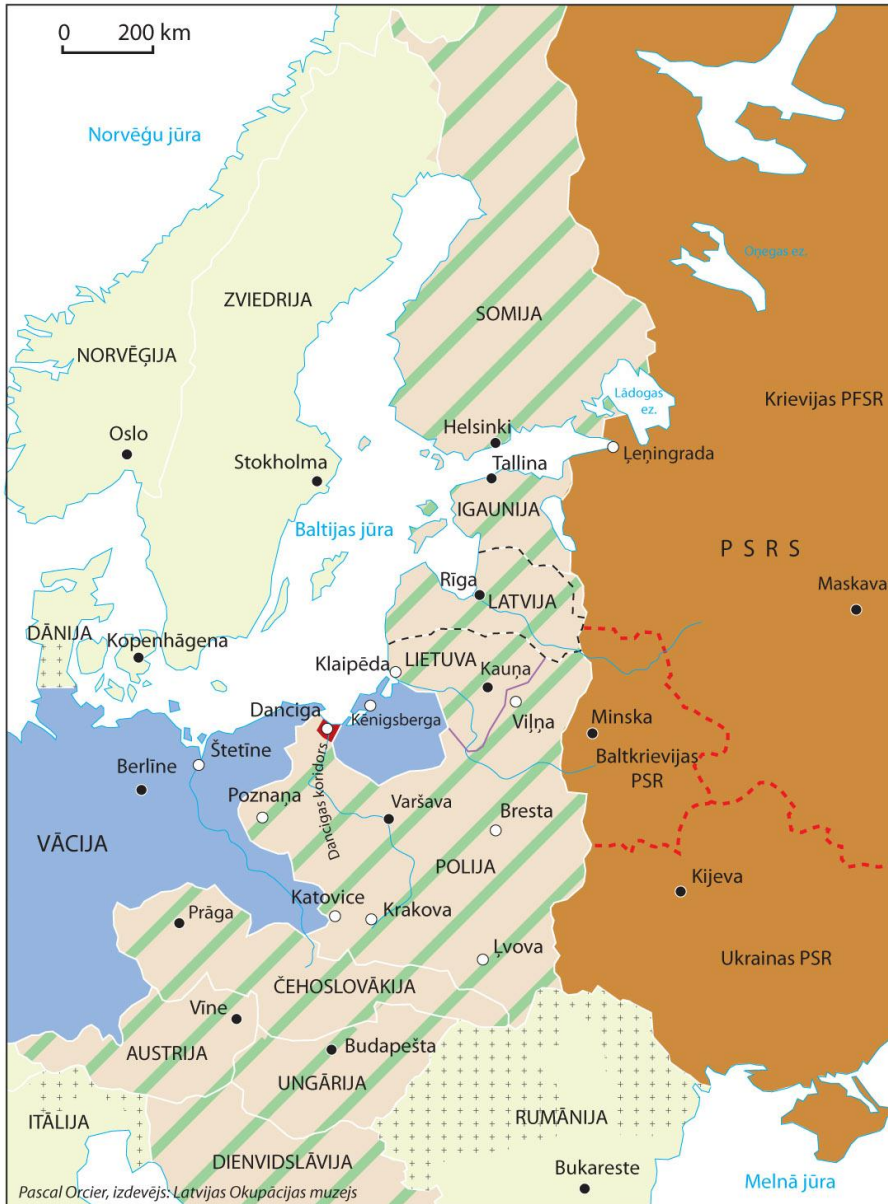 0 200 km
Norvēģu jūra
Oņegas ez.
ZVIEDRIJA
SOMIJA
NORVĒĢIJA
Lādogas
ez.
Krievijas PFSR
Helsinki
Oslo
Ļeņingrada
Stokholma
Tallina
IGAUNIJA
Baltijas jūra
PSRS
Rīga
LATVIJA
Maskava
DĀNIJA
Kopenhāgena
Klaipēda
LIETUVA
Kauņa
Danciga
Kēnigsberga
Viļņa
Minska
Štetīne
Baltkrievijas
PSR
Berlīne
Poznaņa
Dancigas koridors
Varšava
Bresta
VĀCIJA
POLIJA
Kijeva
Katovice
Krakova
Prāga
Ļvova
Ukrainas PSR
ČEHOSLOVĀKIJA
Vīne
AUSTRIJA
Budapešta
UNGĀRIJA
ITĀLIJA
RUMĀNIJA
DIENVIDSLĀVIJA
Bukareste
Melnā jūra
Pascal Orcier, izdevējs: Latvijas Okupācijas muzejs